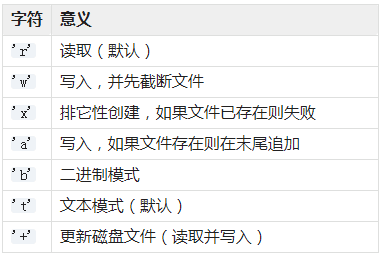 字符 意义
'r' 读取（默认）
'w' 写入，并先截断文件
'x' 排它性创建，如果文件已存在则失败
'a' 写入，如果文件存在则在末尾追加
'b' 二进制模式
't' 文本模式（默认）
'+' 更新磁盘文件（读取并写入）